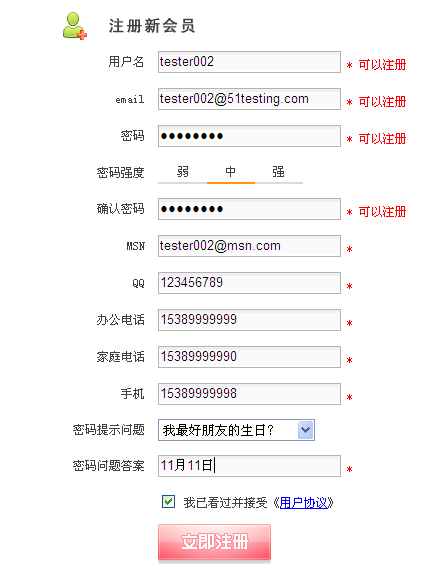 注册新会员
用户名 tester002 * 可以注册
email tester002@51testing.com * 可以注册
密码 ●●●●●●●● * 可以注册
密码强度 弱 中 强
确认密码 ●●●●●●●● * 可以注册
MSN tester002@msn.com *
QQ 123456789 *
办公电话 15389999999 *
家庭电话 15389999990 *
手机 15389999998 *
密码提示问题 我最好朋友的生日?
密码问题答案 11月11日 *
我已看过并接受《用户协议》
立即注册